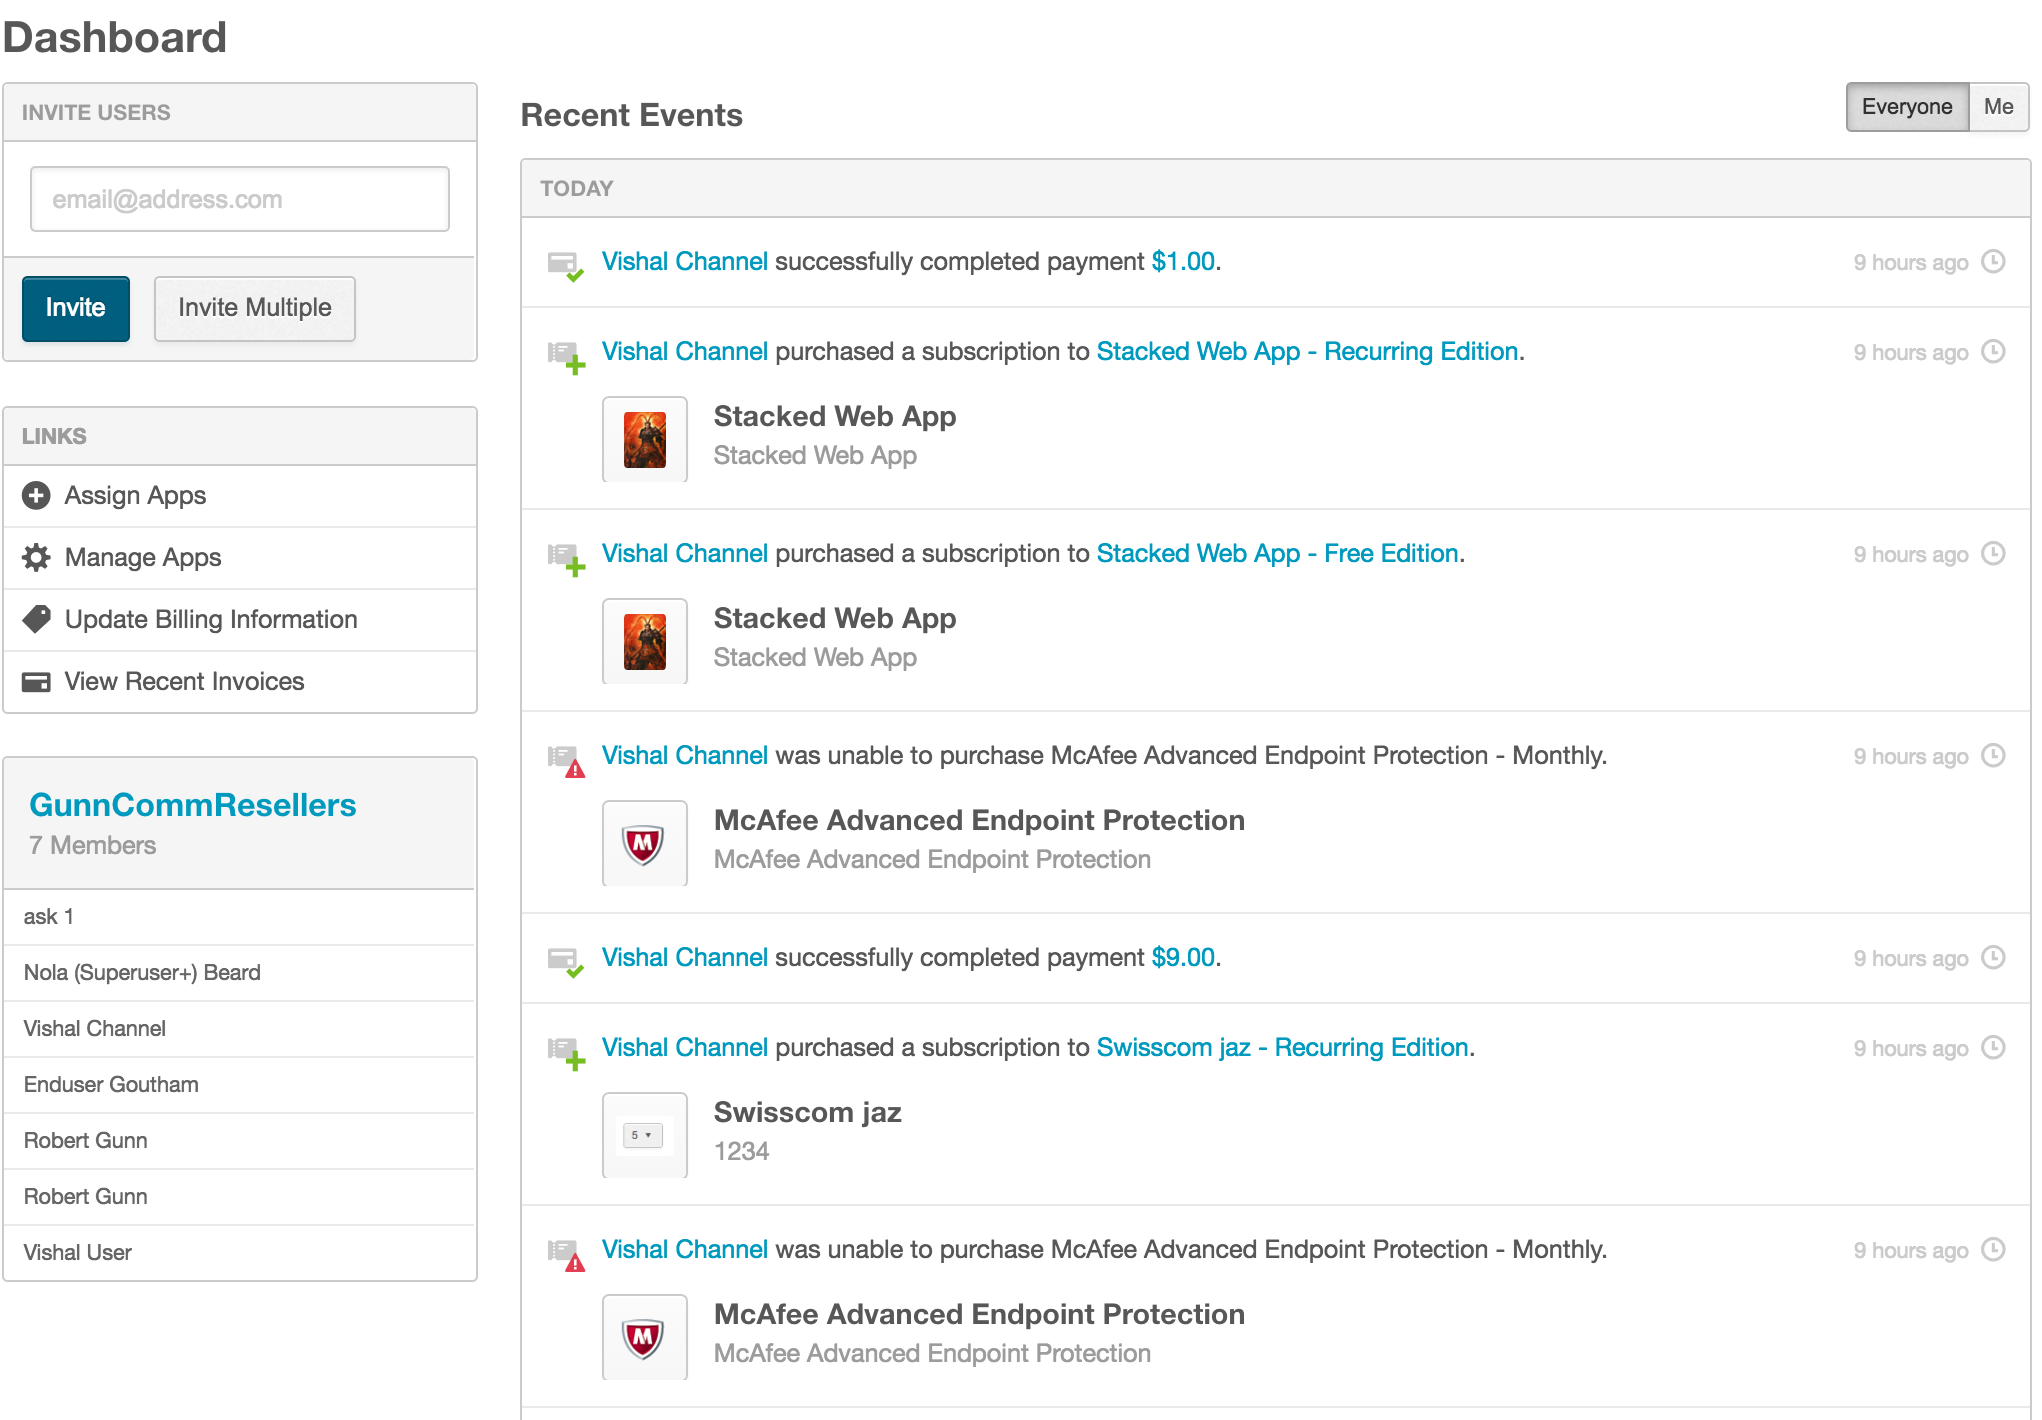 Dashboard
INVITE USERS
email@address.com
Invite
Invite Multiple
LINKS
Assign Apps
Manage Apps
Update Billing Information
View Recent Invoices
GunnCommResellers
7 Members
ask 1
Nola (Superuser+) Beard
Vishal Channel
Enduser Goutham
Robert Gunn
Robert Gunn
Vishal User
Recent Events
Everyone
Me
TODAY
Vishal Channel successfully completed payment $1.00.
9 hours ago
Vishal Channel purchased a subscription to Stacked Web App - Recurring Edition.
9 hours ago
Stacked Web App
Stacked Web App
Vishal Channel purchased a subscription to Stacked Web App - Free Edition.
9 hours ago
Stacked Web App
Stacked Web App
Vishal Channel was unable to purchase McAfee Advanced Endpoint Protection - Monthly.
9 hours ago
M
McAfee Advanced Endpoint Protection
McAfee Advanced Endpoint Protection
Vishal Channel successfully completed payment $9.00.
9 hours ago
Vishal Channel purchased a subscription to Swisscom jaz - Recurring Edition.
9 hours ago
5
Swisscom jaz
1234
Vishal Channel was unable to purchase McAfee Advanced Endpoint Protection - Monthly.
9 hours ago
M
McAfee Advanced Endpoint Protection
McAfee Advanced Endpoint Protection